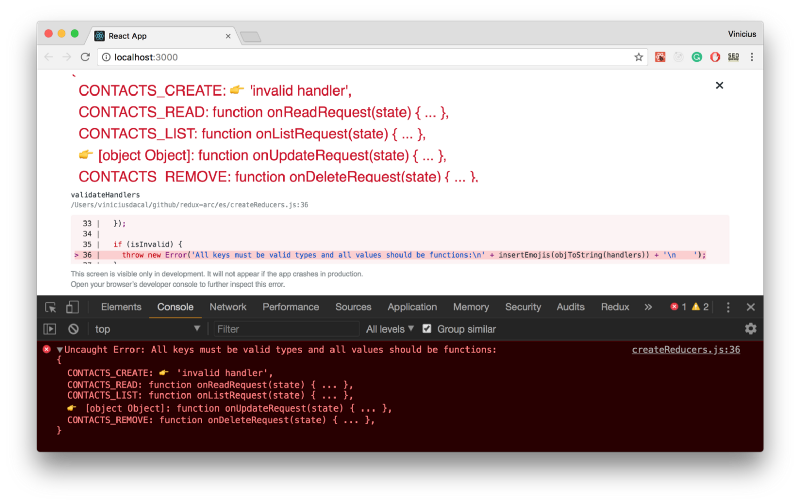 React App
Vinicius
localhost:3000
{
CONTACTS_CREATE: 👉 'invalid handler',
CONTACTS_READ: function onReadRequest(state) { ... },
CONTACTS_LIST: function onListRequest(state) { ... },
👉 [object Object]: function onUpdateRequest(state) { ... },
CONTACTS_REMOVE: function onDeleteRequest(state) { ... },
validateHandlers
/Users/viniciusdacal/github/redux-arc/es/createReducers.js:36
33 | });
34 |
35 | if (isInvalid) {
> 36 | throw new Error('All keys must be valid types and all values should be functions:\n' + insertEmojis(objToString(handlers)) + '\n ');
This screen is visible only in development. It will not appear if the app crashes in production.
Open your browser's developer console to further inspect this error.
Elements Console Network Performance Sources Application Memory Security Audits Redux » 1 2
top Filter All levels Group similar
Uncaught Error: All keys must be valid types and all values should be functions: createReducers.js:36
{
CONTACTS_CREATE: 👉 'invalid handler',
CONTACTS_READ: function onReadRequest(state) { ... },
CONTACTS_LIST: function onListRequest(state) { ... },
👉 [object Object]: function onUpdateRequest(state) { ... },
CONTACTS_REMOVE: function onDeleteRequest(state) { ... },
}